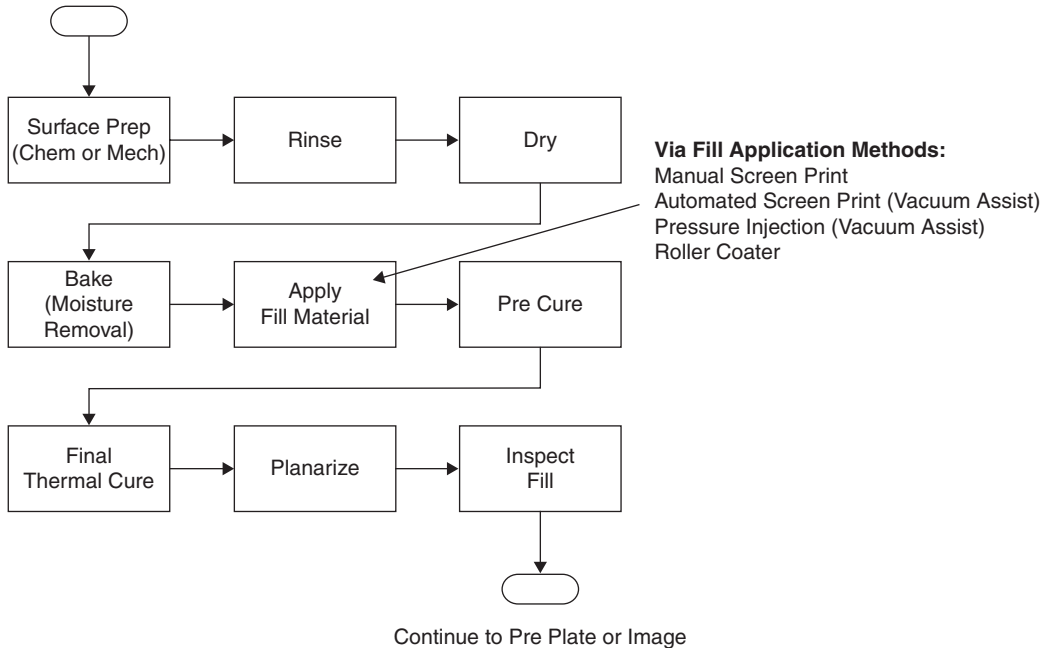 Surface Prep
(Chem or Mech)
Rinse
Dry
Via Fill Application Methods:
Manual Screen Print
Automated Screen Print (Vacuum Assist)
Pressure Injection (Vacuum Assist)
Roller Coater
Bake
(Moisture
Removal)
Apply
Fill Material
Pre Cure
Final
Thermal Cure
Planarize
Inspect
Fill
Continue to Pre Plate or Image